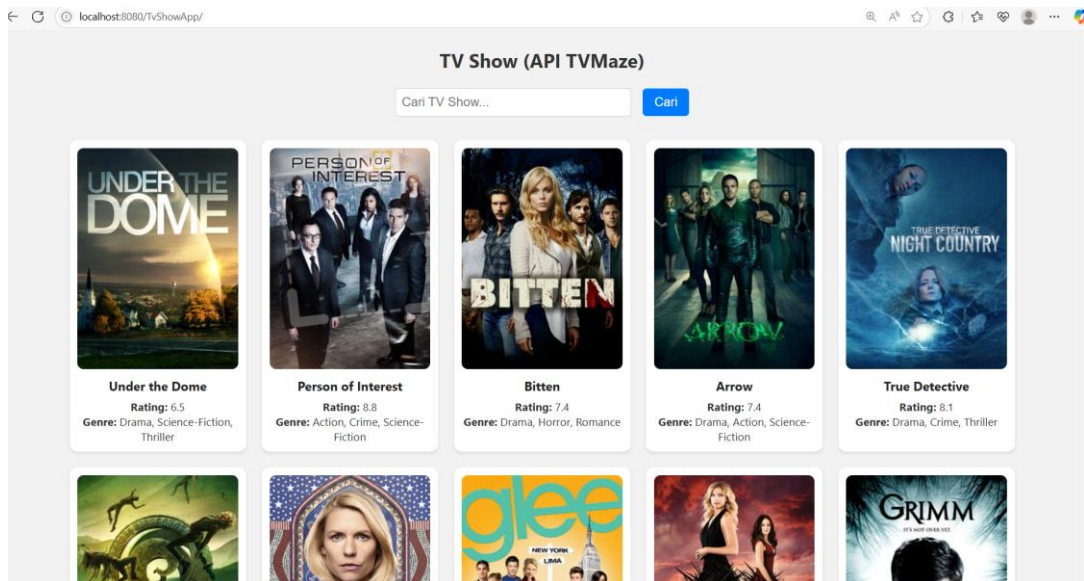 localhost:8080/TvShowApp/
TV Show (API TVMaze)
Cari TV Show...
Cari
UNDER THE
DOME
PERSON OF
INTEREST
BITTEN
ARROW
TRUE DETECTIVE
NIGHT COUNTRY
Under the Dome
Rating: 6.5
Genre: Drama, Science-Fiction,
Thriller
Person of Interest
Rating: 8.8
Genre: Action, Crime, Science-
Fiction
Bitten
Rating: 7.4
Genre: Drama, Horror, Romance
Arrow
Rating: 7.4
Genre: Drama, Action, Science-
Fiction
True Detective
Rating: 8.1
Genre: Drama, Crime, Thriller
glee
NEW YORK
LIMA
GRIMM
IT'S NOT OVER YET.